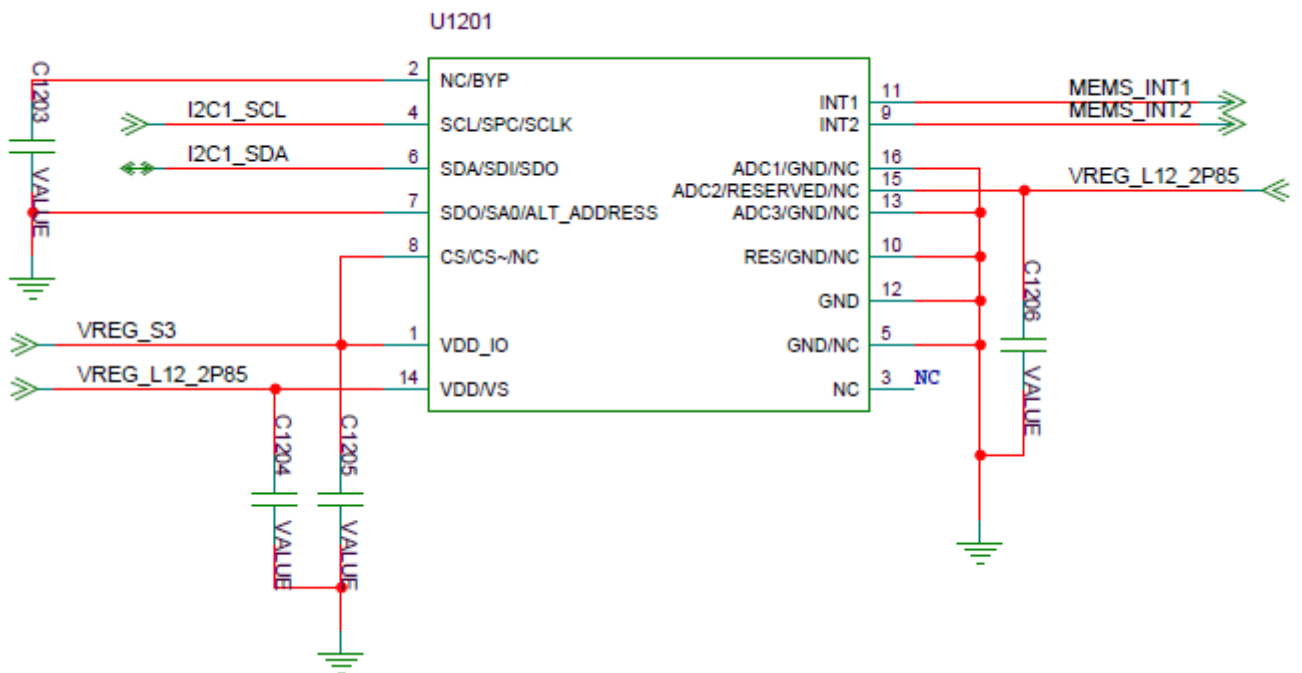 U1201
C1203
VALUE
2
NC/BYP
I2C1_SCL
4
SCL/SPC/SCLK
I2C1_SDA
6
SDA/SDI/SDO
7
SDO/SA0/ALT_ADDRESS
8
CS/CS~/NC
VREG_S3
1
VDD_IO
VREG_L12_2P85
14
VDD/VS
C1204
VALUE
C1205
VALUE
INT1
11
MEMS_INT1
INT2
9
MEMS_INT2
ADC1/GND/NC
16
ADC2/RESERVED/NC
15
VREG_L12_2P85
ADC3/GND/NC
13
RES/GND/NC
10
GND
12
GND/NC
5
NC
3
NC
C1206
VALUE